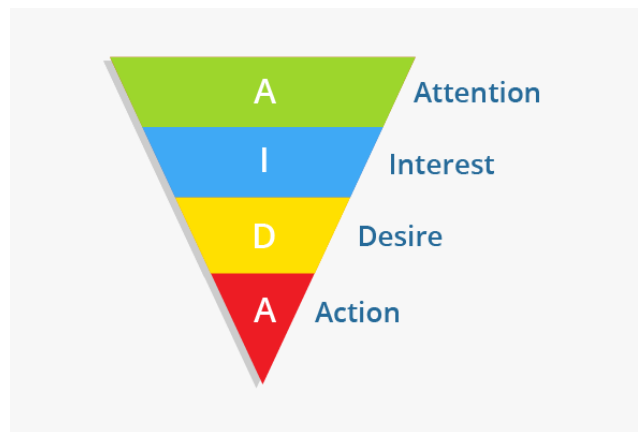 A Attention
I Interest
D Desire
A Action